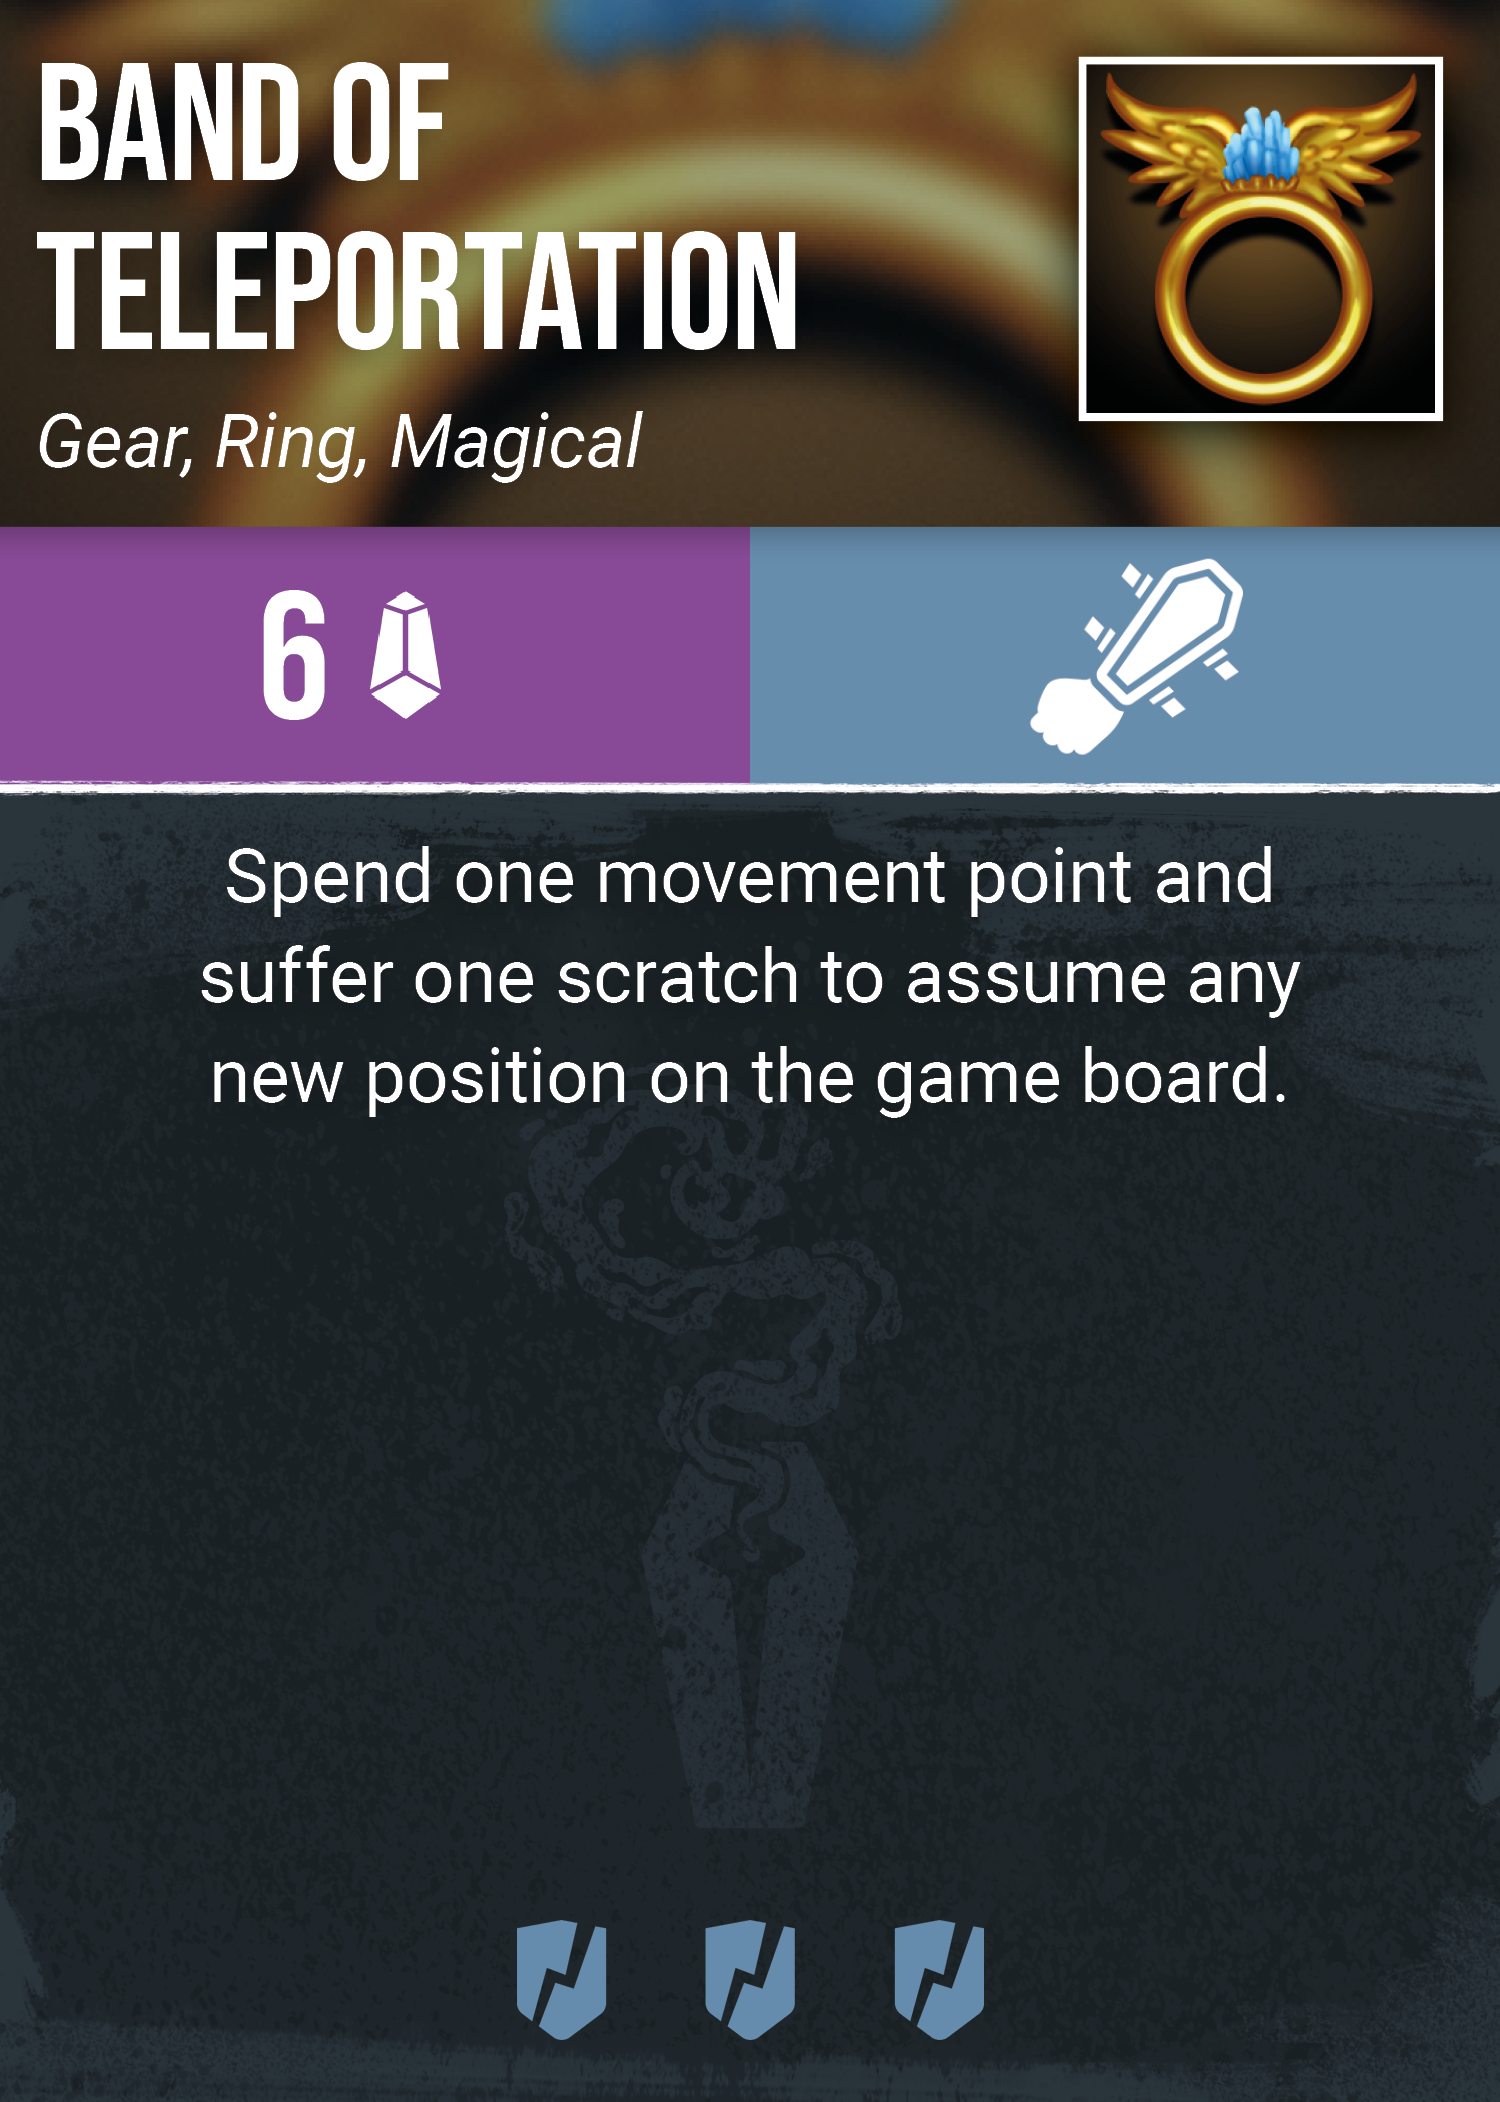 BAND OF
TELEPORTATION
Gear, Ring, Magical
6
Spend one movement point and
suffer one scratch to assume any
new position on the game board.